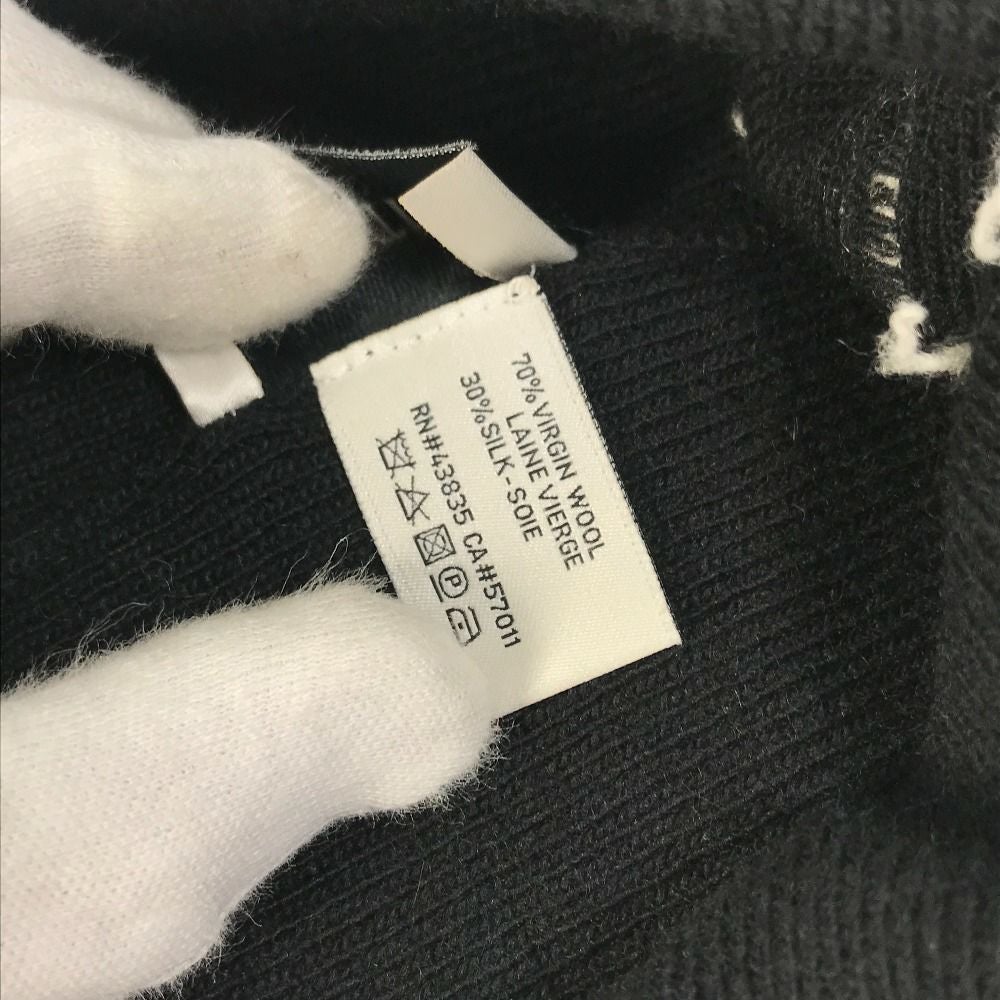 70% VIRGIN WOOL
LAINE VIERGE
30% SILK - SOIE
RN#43835 CA#57011
P